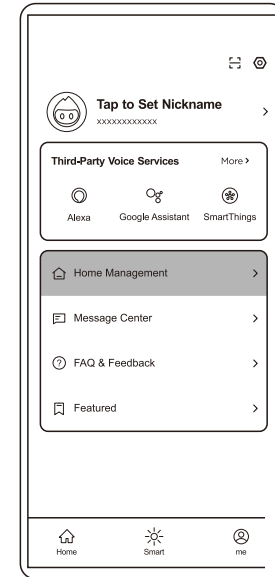 Tap to Set Nickname
xxxxxxxxxxxx
Third-Party Voice Services More >
Alexa Google Assistant SmartThings
Home Management
Message Center
FAQ & Feedback
Featured
Home Smart me